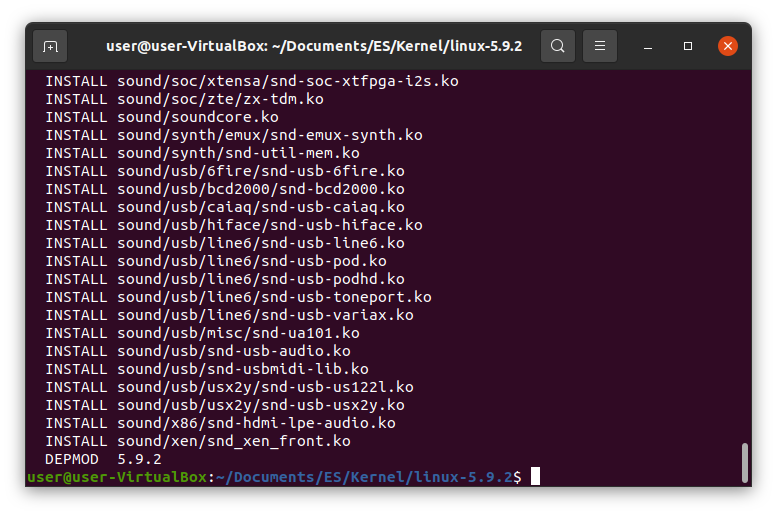 user@user-VirtualBox: ~/Documents/ES/Kernel/linux-5.9.2
INSTALL sound/soc/xtensa/snd-soc-xtfpga-i2s.ko
INSTALL sound/soc/zte/zx-tdm.ko
INSTALL sound/soundcore.ko
INSTALL sound/synth/emux/snd-emux-synth.ko
INSTALL sound/synth/snd-util-mem.ko
INSTALL sound/usb/6fire/snd-usb-6fire.ko
INSTALL sound/usb/bcd2000/snd-bcd2000.ko
INSTALL sound/usb/caiaq/snd-usb-caiaq.ko
INSTALL sound/usb/hiface/snd-usb-hiface.ko
INSTALL sound/usb/line6/snd-usb-line6.ko
INSTALL sound/usb/line6/snd-usb-pod.ko
INSTALL sound/usb/line6/snd-usb-podhd.ko
INSTALL sound/usb/line6/snd-usb-toneport.ko
INSTALL sound/usb/line6/snd-usb-variax.ko
INSTALL sound/usb/misc/snd-ua101.ko
INSTALL sound/usb/snd-usb-audio.ko
INSTALL sound/usb/snd-usbmidi-lib.ko
INSTALL sound/usb/usx2y/snd-usb-us122l.ko
INSTALL sound/usb/usx2y/snd-usb-usx2y.ko
INSTALL sound/x86/snd-hdmi-lpe-audio.ko
INSTALL sound/xen/snd_xen_front.ko
DEPMOD  5.9.2
user@user-VirtualBox:~/Documents/ES/Kernel/linux-5.9.2$